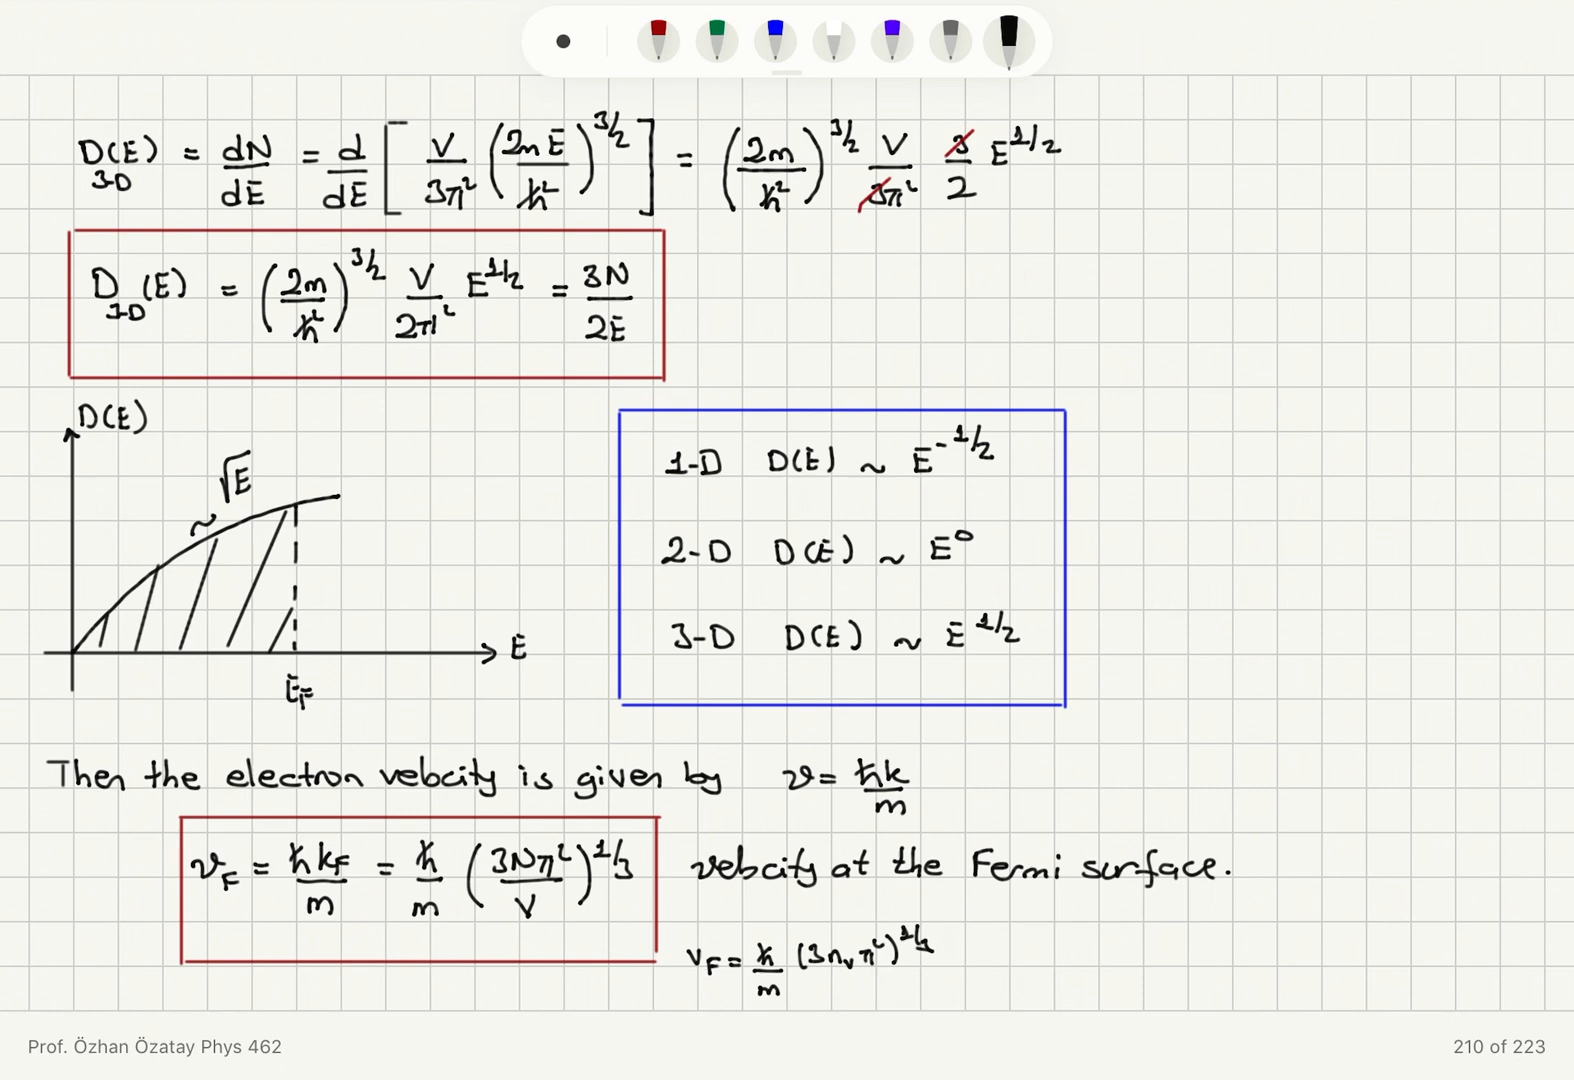 D(E) 3-D = dN/dE = d/dE [ V/3π² (2mE/ℏ²)^3/2 ] = (2m/ℏ²)^3/2 V/3π² 3/2 E^1/2
D 3-D (E) = (2m/ℏ²)^3/2 V/2π² E^1/2 = 3N/2E
D(E)
~ √E
E
E_F
1-D D(E) ~ E^-1/2
2-D D(E) ~ E^0
3-D D(E) ~ E^1/2
Then the electron velocity is given by v = ℏk/m
v_F = ℏk_F/m = ℏ/m (3Nπ²/V)^1/3 velocity at the Fermi surface.
v_F = ℏ/m (3n_v π²)^1/3
Prof. Özhan Özatay Phys 462
210 of 223